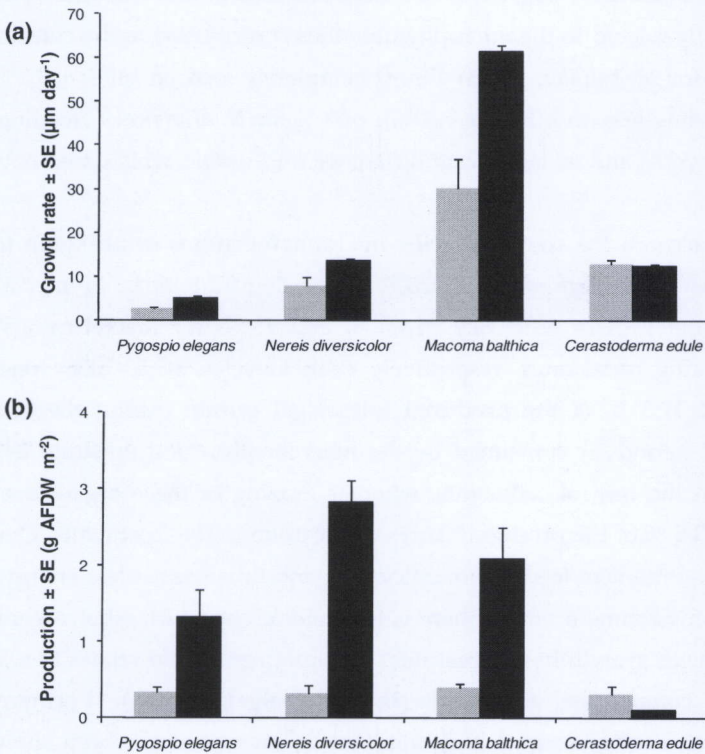 (a)
Growth rate ± SE (µm day⁻¹)
70
60
50
40
30
20
10
0
Pygospio elegans Nereis diversicolor Macoma balthica Cerastoderma edule
(b)
Production ± SE (g AFDW m⁻²)
4
3
2
1
0
Pygospio elegans Nereis diversicolor Macoma balthica Cerastoderma edule